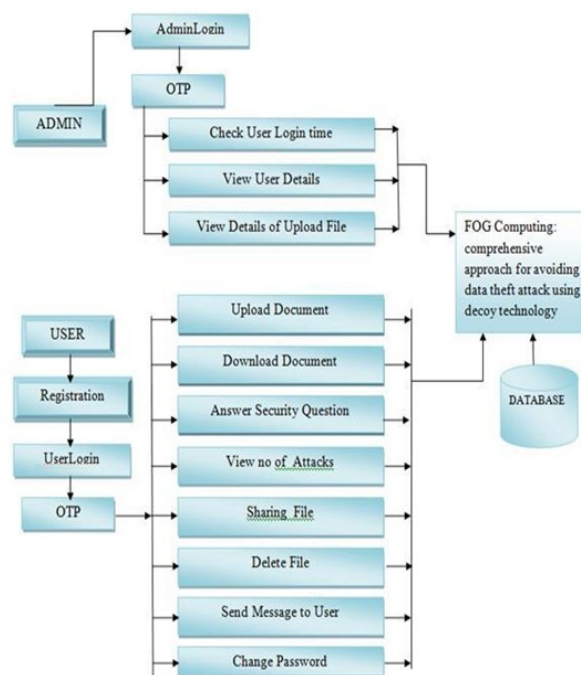 AdminLogin
OTP
ADMIN
Check User Login time
View User Details
View Details of Upload File
FOG Computing:
comprehensive
approach for avoiding
data theft attack using
decoy technology
DATABASE
USER
Registration
UserLogin
OTP
Upload Document
Download Document
Answer Security Question
View no of Attacks
Sharing File
Delete File
Send Message to User
Change Password